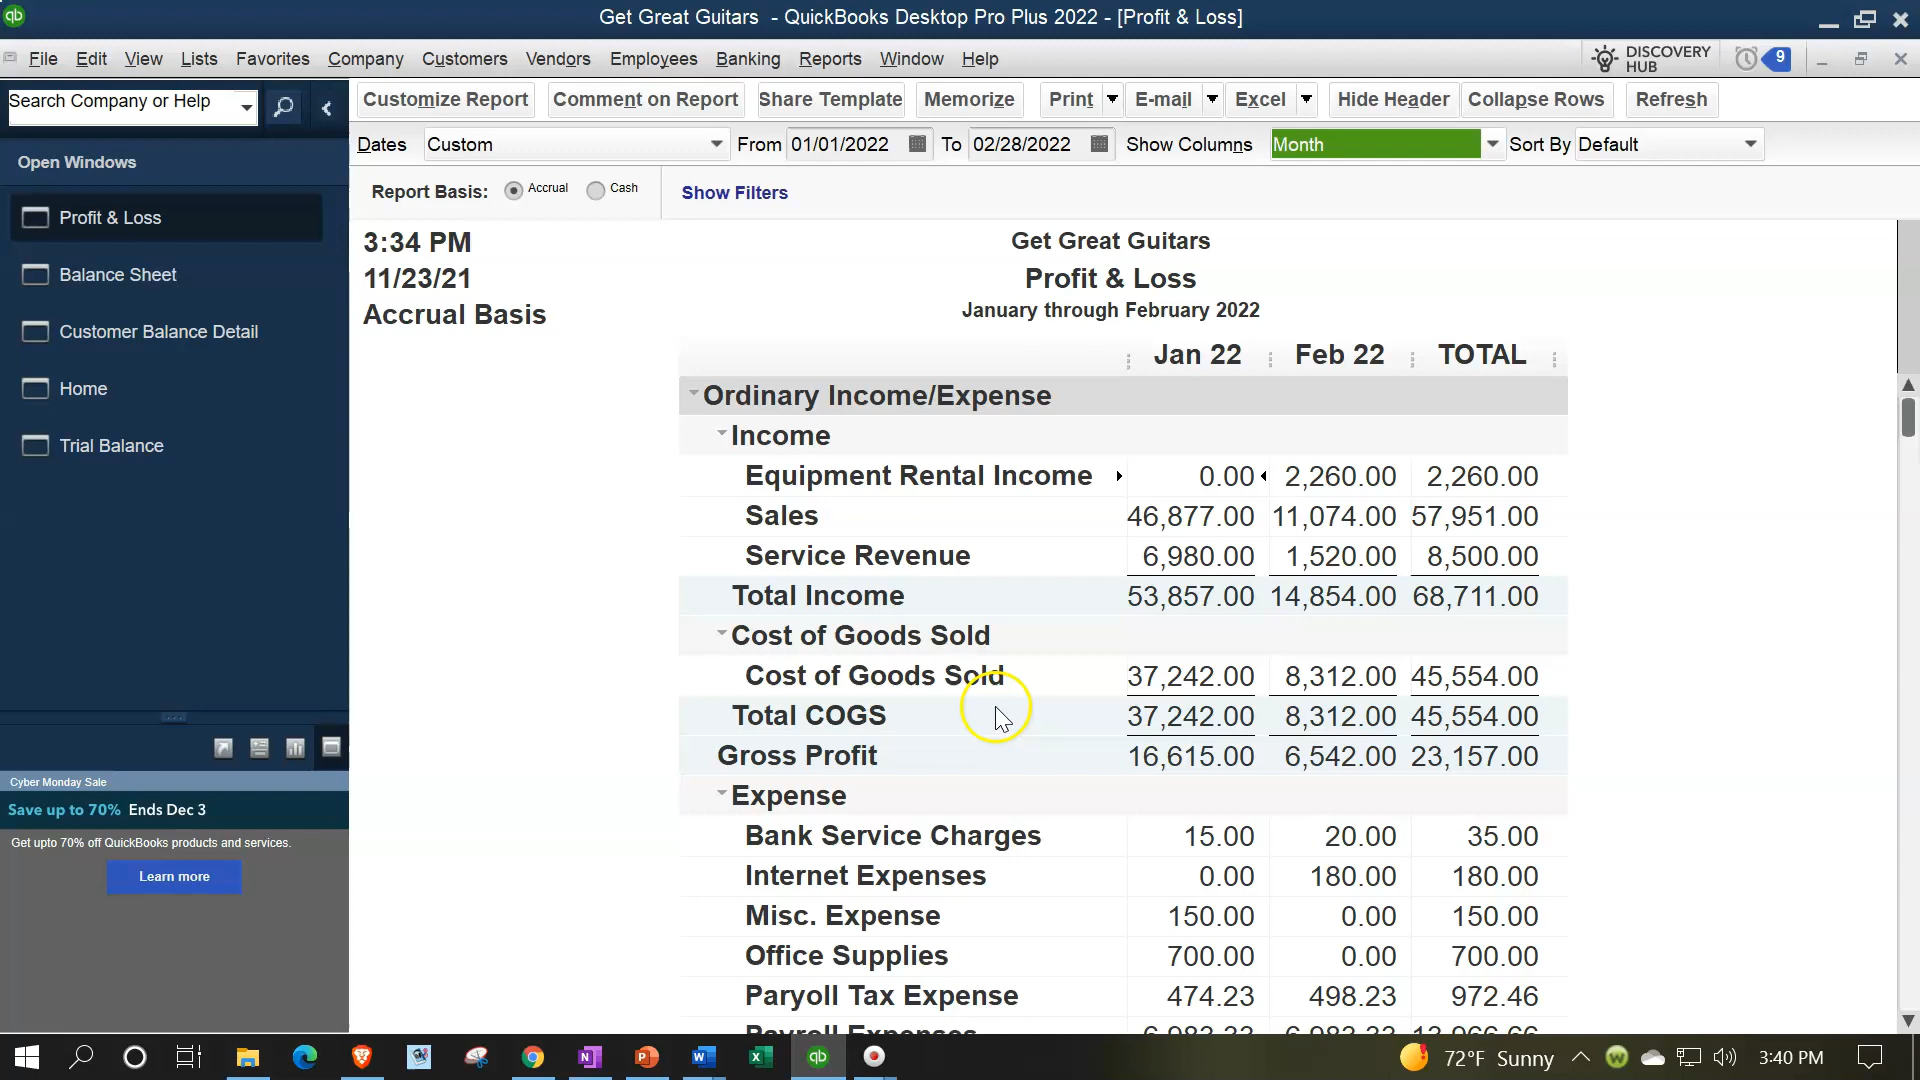 Get Great Guitars - QuickBooks Desktop Pro Plus 2022 - [Profit & Loss]
File Edit View Lists Favorites Company Customers Vendors Employees Banking Reports Window Help
DISCOVERY HUB
9
Search Company or Help
Customize Report Comment on Report Share Template Memorize Print E-mail Excel Hide Header Collapse Rows Refresh
Dates Custom From 01/01/2022 To 02/28/2022 Show Columns Month Sort By Default
Report Basis: Accrual Cash Show Filters
Open Windows
Profit & Loss
Balance Sheet
Customer Balance Detail
Home
Trial Balance
Cyber Monday Sale
Save up to 70% Ends Dec 3
Get upto 70% off QuickBooks products and services.
Learn more
3:34 PM
11/23/21
Accrual Basis
Get Great Guitars
Profit & Loss
January through February 2022
Jan 22 Feb 22 TOTAL
Ordinary Income/Expense
Income
Equipment Rental Income 0.00 2,260.00 2,260.00
Sales 46,877.00 11,074.00 57,951.00
Service Revenue 6,980.00 1,520.00 8,500.00
Total Income 53,857.00 14,854.00 68,711.00
Cost of Goods Sold
Cost of Goods Sold 37,242.00 8,312.00 45,554.00
Total COGS 37,242.00 8,312.00 45,554.00
Gross Profit 16,615.00 6,542.00 23,157.00
Expense
Bank Service Charges 15.00 20.00 35.00
Internet Expenses 0.00 180.00 180.00
Misc. Expense 150.00 0.00 150.00
Office Supplies 700.00 0.00 700.00
Paryoll Tax Expense 474.23 498.23 972.46
Payroll Expenses 6,983.33 6,983.33 13,966.66
72°F Sunny 3:40 PM